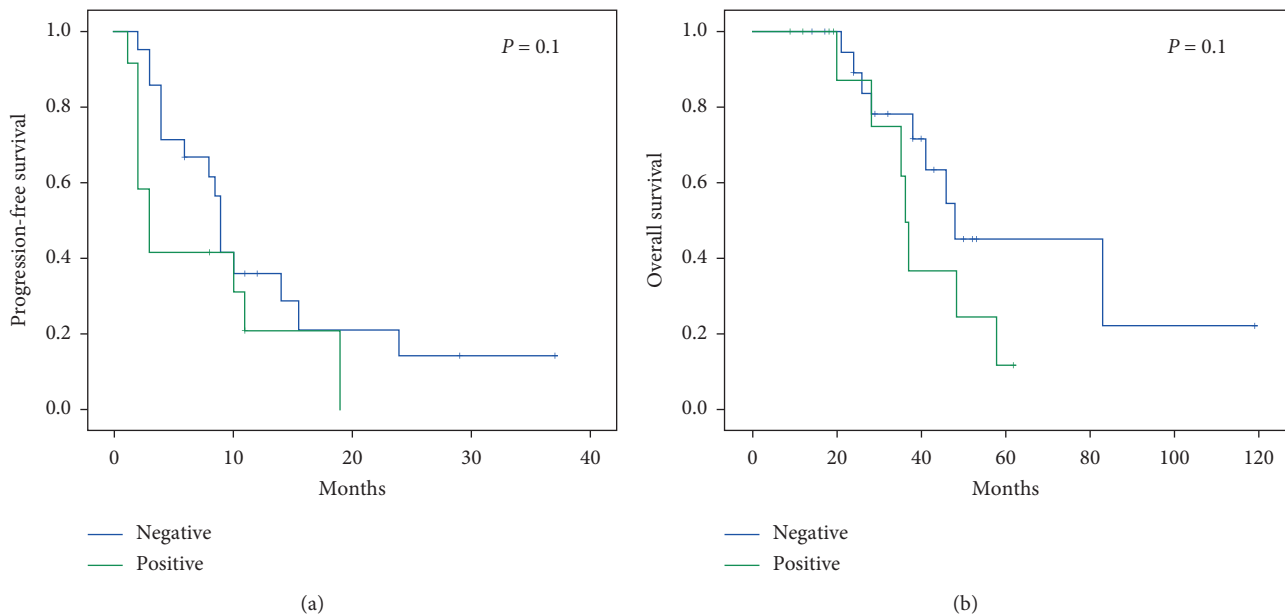 P = 0.1
1.0
0.8
0.6
0.4
0.2
0.0
Progression-free survival
0 10 20 30 40
Months
Negative
Positive
(a)
P = 0.1
1.0
0.8
0.6
0.4
0.2
0.0
Overall survival
0 20 40 60 80 100 120
Months
Negative
Positive
(b)